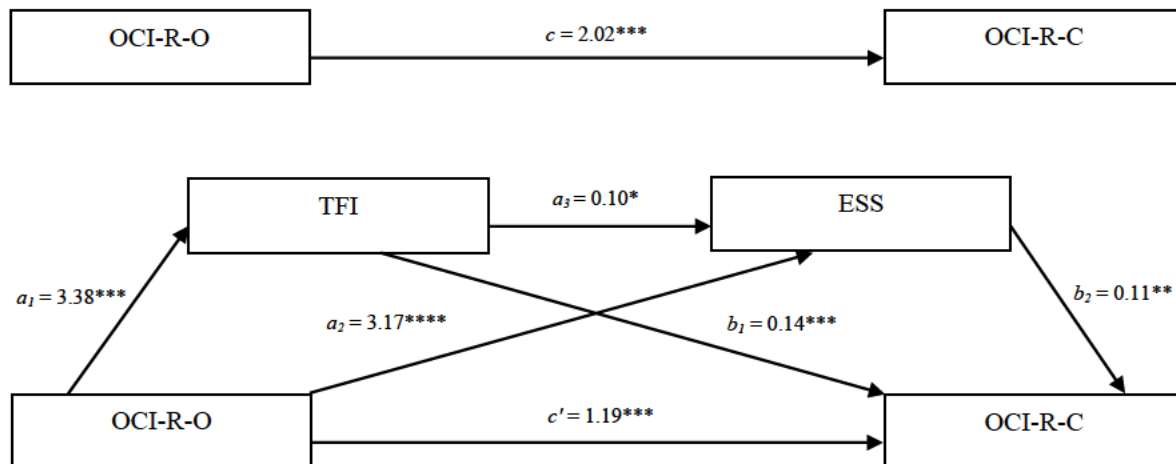 OCI-R-O
c = 2.02***
OCI-R-C
TFI
a3 = 0.10*
ESS
a1 = 3.38***
a2 = 3.17****
b1 = 0.14***
b2 = 0.11**
OCI-R-O
c' = 1.19***
OCI-R-C